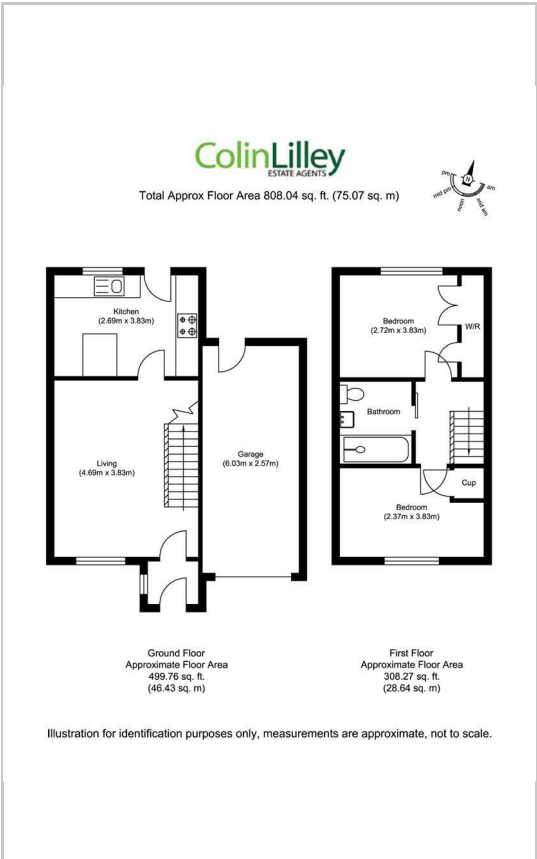 ColinLilley
ESTATE AGENTS
Total Approx Floor Area 808.04 sq. ft. (75.07 sq. m)
pm
am
mid pm
mid am
noon
N
Kitchen
(2.69m x 3.83m)
Living
(4.69m x 3.83m)
Garage
(6.03m x 2.57m)
Bedroom
(2.72m x 3.83m)
W/R
Bathroom
Cup
Bedroom
(2.37m x 3.83m)
Ground Floor
Approximate Floor Area
499.76 sq. ft.
(46.43 sq. m)
First Floor
Approximate Floor Area
308.27 sq. ft.
(28.64 sq. m)
Illustration for identification purposes only, measurements are approximate, not to scale.